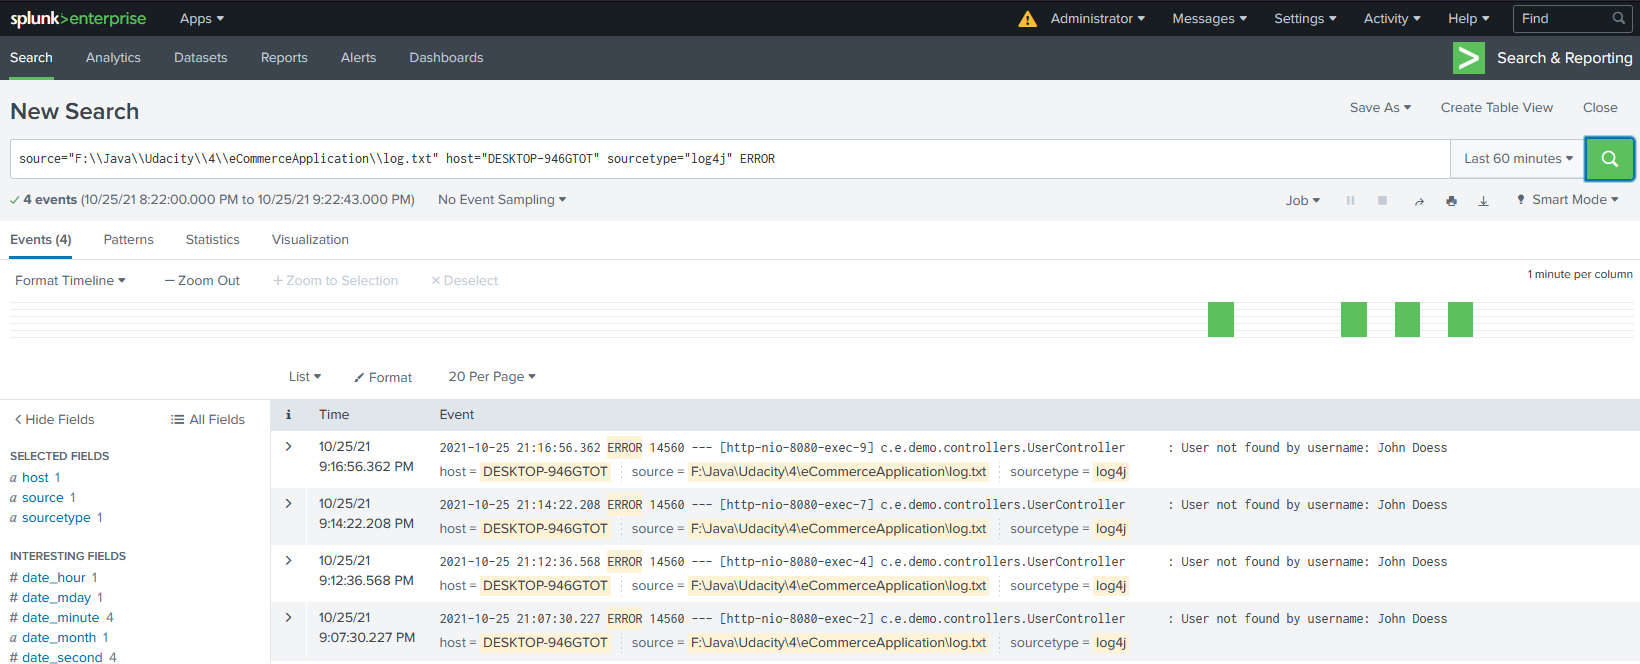 splunk>enterprise Apps Administrator Messages Settings Activity Help Find
Search Analytics Datasets Reports Alerts Dashboards Search & Reporting
New Search Save As Create Table View Close
source="F:\\Java\\Udacity\\4\\eCommerceApplication\\log.txt" host="DESKTOP-946GTOT" sourcetype="log4j" ERROR Last 60 minutes
4 events (10/25/21 8:22:00.000 PM to 10/25/21 9:22:43.000 PM) No Event Sampling Job Smart Mode
Events (4) Patterns Statistics Visualization
Format Timeline — Zoom Out + Zoom to Selection × Deselect 1 minute per column
List Format 20 Per Page
< Hide Fields All Fields
SELECTED FIELDS
a host 1
a source 1
a sourcetype 1
INTERESTING FIELDS
# date_hour 1
# date_mday 1
# date_minute 4
a date_month 1
# date_second 4
i Time Event
> 10/25/21 2021-10-25 21:16:56.362 ERROR 14560 --- [http-nio-8080-exec-9] c.e.demo.controllers.UserController : User not found by username: John Doess
9:16:56.362 PM host = DESKTOP-946GTOT source = F:\Java\Udacity\4\eCommerceApplication\log.txt sourcetype = log4j
> 10/25/21 2021-10-25 21:14:22.208 ERROR 14560 --- [http-nio-8080-exec-7] c.e.demo.controllers.UserController : User not found by username: John Doess
9:14:22.208 PM host = DESKTOP-946GTOT source = F:\Java\Udacity\4\eCommerceApplication\log.txt sourcetype = log4j
> 10/25/21 2021-10-25 21:12:36.568 ERROR 14560 --- [http-nio-8080-exec-4] c.e.demo.controllers.UserController : User not found by username: John Doess
9:12:36.568 PM host = DESKTOP-946GTOT source = F:\Java\Udacity\4\eCommerceApplication\log.txt sourcetype = log4j
> 10/25/21 2021-10-25 21:07:30.227 ERROR 14560 --- [http-nio-8080-exec-2] c.e.demo.controllers.UserController : User not found by username: John Doess
9:07:30.227 PM host = DESKTOP-946GTOT source = F:\Java\Udacity\4\eCommerceApplication\log.txt sourcetype = log4j